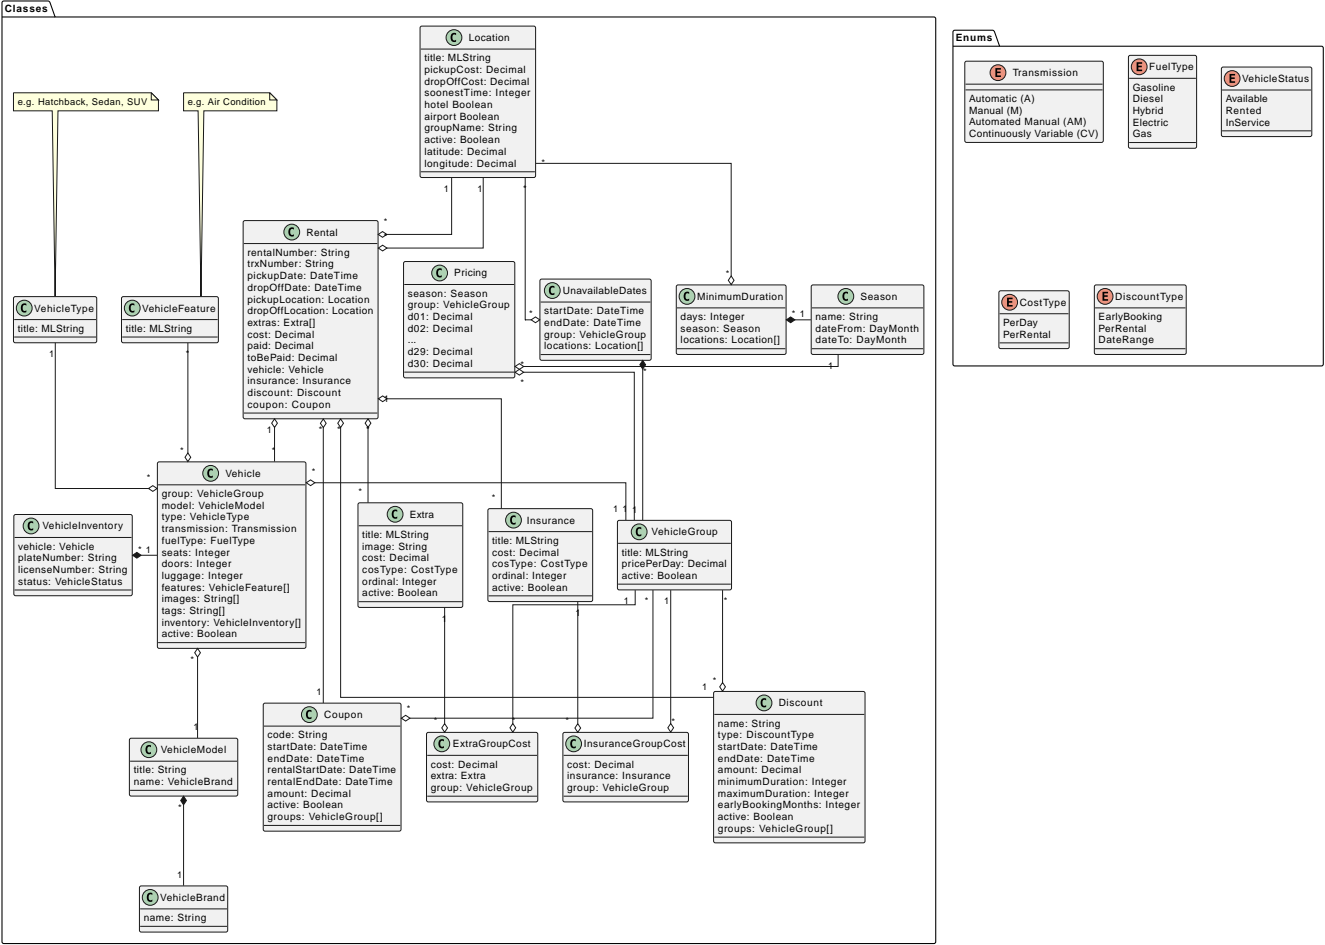 Classes
Location
title: MLString
pickupCost: Decimal
dropOffCost: Decimal
soonestTime: Integer
hotel Boolean
airport Boolean
groupName: String
active: Boolean
latitude: Decimal
longitude: Decimal
e.g. Hatchback, Sedan, SUV
e.g. Air Condition
Rental
rentalNumber: String
trxNumber: String
pickupDate: DateTime
dropOffDate: DateTime
pickupLocation: Location
dropOffLocation: Location
extras: Extra[]
cost: Decimal
paid: Decimal
toBePaid: Decimal
vehicle: Vehicle
insurance: Insurance
discount: Discount
coupon: Coupon
Pricing
season: Season
group: VehicleGroup
d01: Decimal
d02: Decimal
...
d29: Decimal
d30: Decimal
UnavailableDates
startDate: DateTime
endDate: DateTime
group: VehicleGroup
locations: Location[]
MinimumDuration
days: Integer
season: Season
locations: Location[]
Season
name: String
dateFrom: DayMonth
dateTo: DayMonth
VehicleType
title: MLString
VehicleFeature
title: MLString
Vehicle
group: VehicleGroup
model: VehicleModel
type: VehicleType
transmission: Transmission
fuelType: FuelType
seats: Integer
doors: Integer
luggage: Integer
features: VehicleFeature[]
images: String[]
tags: String[]
inventory: VehicleInventory[]
active: Boolean
VehicleInventory
vehicle: Vehicle
plateNumber: String
licenseNumber: String
status: VehicleStatus
Extra
title: MLString
image: String
cost: Decimal
cosType: CostType
ordinal: Integer
active: Boolean
Insurance
title: MLString
cost: Decimal
cosType: CostType
ordinal: Integer
active: Boolean
VehicleGroup
title: MLString
pricePerDay: Decimal
active: Boolean
VehicleModel
title: String
name: VehicleBrand
Coupon
code: String
startDate: DateTime
endDate: DateTime
rentalStartDate: DateTime
rentalEndDate: DateTime
amount: Decimal
active: Boolean
groups: VehicleGroup[]
ExtraGroupCost
cost: Decimal
extra: Extra
group: VehicleGroup
InsuranceGroupCost
cost: Decimal
insurance: Insurance
group: VehicleGroup
Discount
name: String
type: DiscountType
startDate: DateTime
endDate: DateTime
amount: Decimal
minimumDuration: Integer
maximumDuration: Integer
earlyBookingMonths: Integer
active: Boolean
groups: VehicleGroup[]
VehicleBrand
name: String
Enums
Transmission
Automatic (A)
Manual (M)
Automated Manual (AM)
Continuously Variable (CV)
FuelType
Gasoline
Diesel
Hybrid
Electric
Gas
VehicleStatus
Available
Rented
InService
CostType
PerDay
PerRental
DiscountType
EarlyBooking
PerRental
DateRange